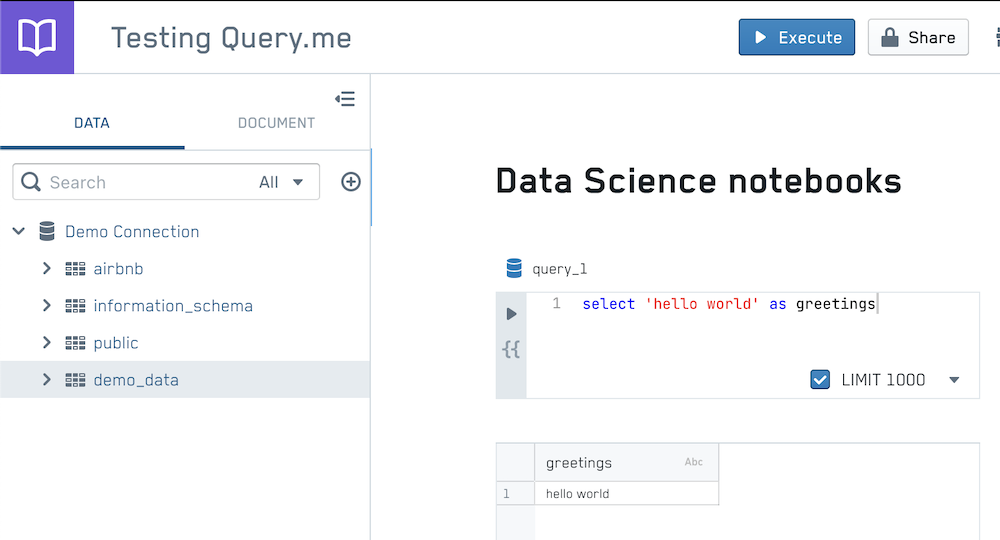 Testing Query.me
Execute
Share
DATA
DOCUMENT
Search
All
Demo Connection
airbnb
information_schema
public
demo_data
Data Science notebooks
query_1
1 select 'hello world' as greetings
{{
LIMIT 1000
greetings Abc
1 hello world